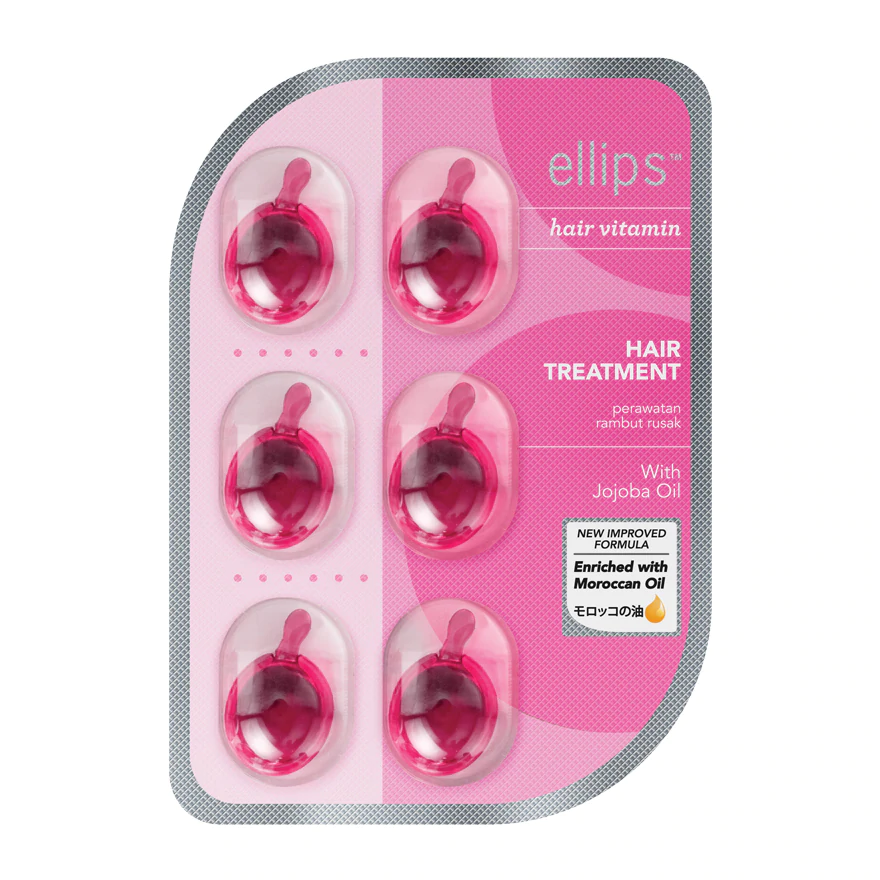 ellips™
hair vitamin
HAIR
TREATMENT
perawatan
rambut rusak
With
Jojoba Oil
NEW IMPROVED
FORMULA
Enriched with
Moroccan Oil
モロッコの油